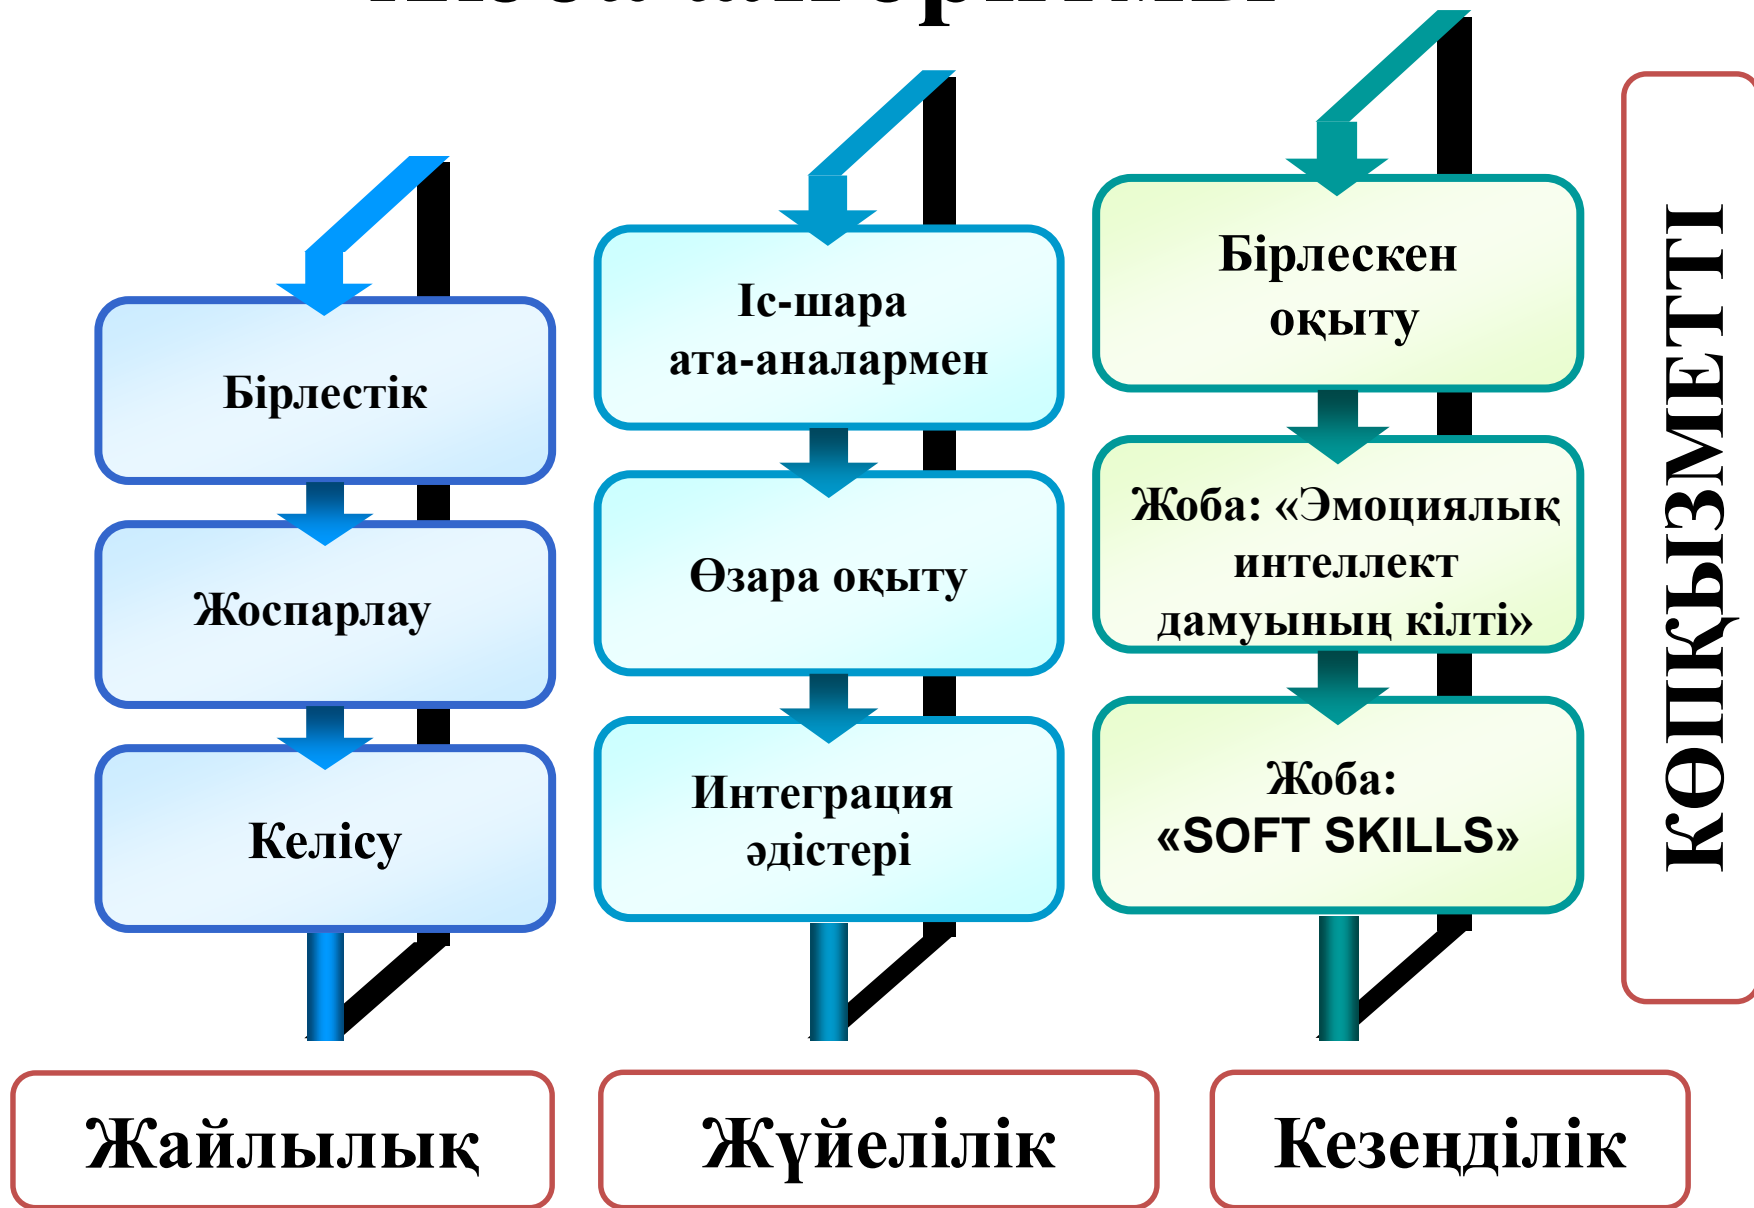 алгоритмы
Бірлестік
Жоспарлау
Келісу
Іс-шара
ата-аналармен
Өзара оқыту
Интеграция
әдістері
Бірлескен
оқыту
Жоба: «Эмоциялық
интеллект
дамуының кілті»
Жоба:
«SOFT SKILLS»
КӨПҚЫЗМЕТТІ
Жайлылық
Жүйелілік
Кезеңділік